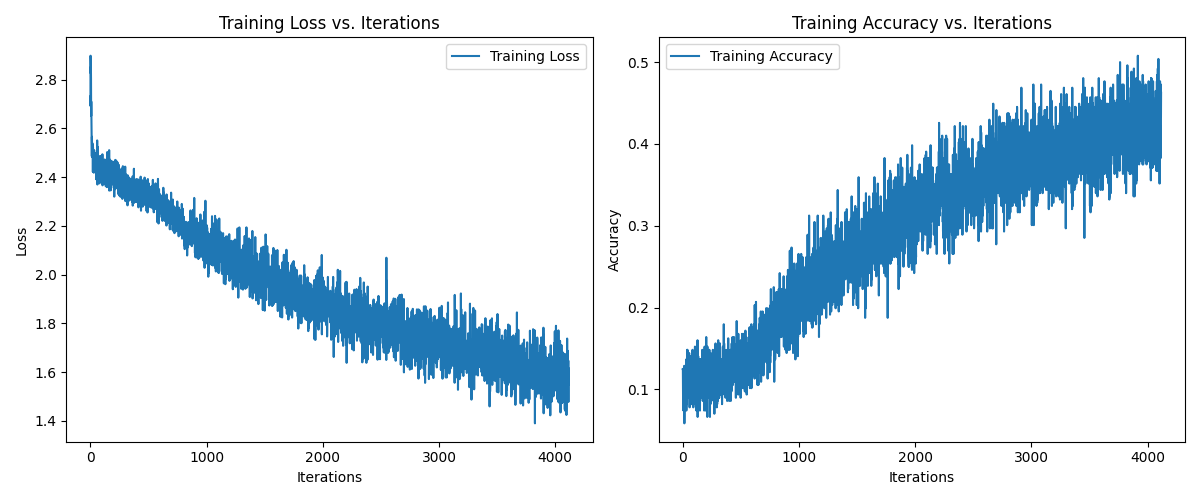 Training Loss vs. Iterations
Training Loss
2.8
2.6
2.4
2.2
2.0
1.8
1.6
1.4
Loss
0
1000
2000
3000
4000
Iterations
Training Accuracy vs. Iterations
Training Accuracy
0.5
0.4
0.3
0.2
0.1
Accuracy
0
1000
2000
3000
4000
Iterations